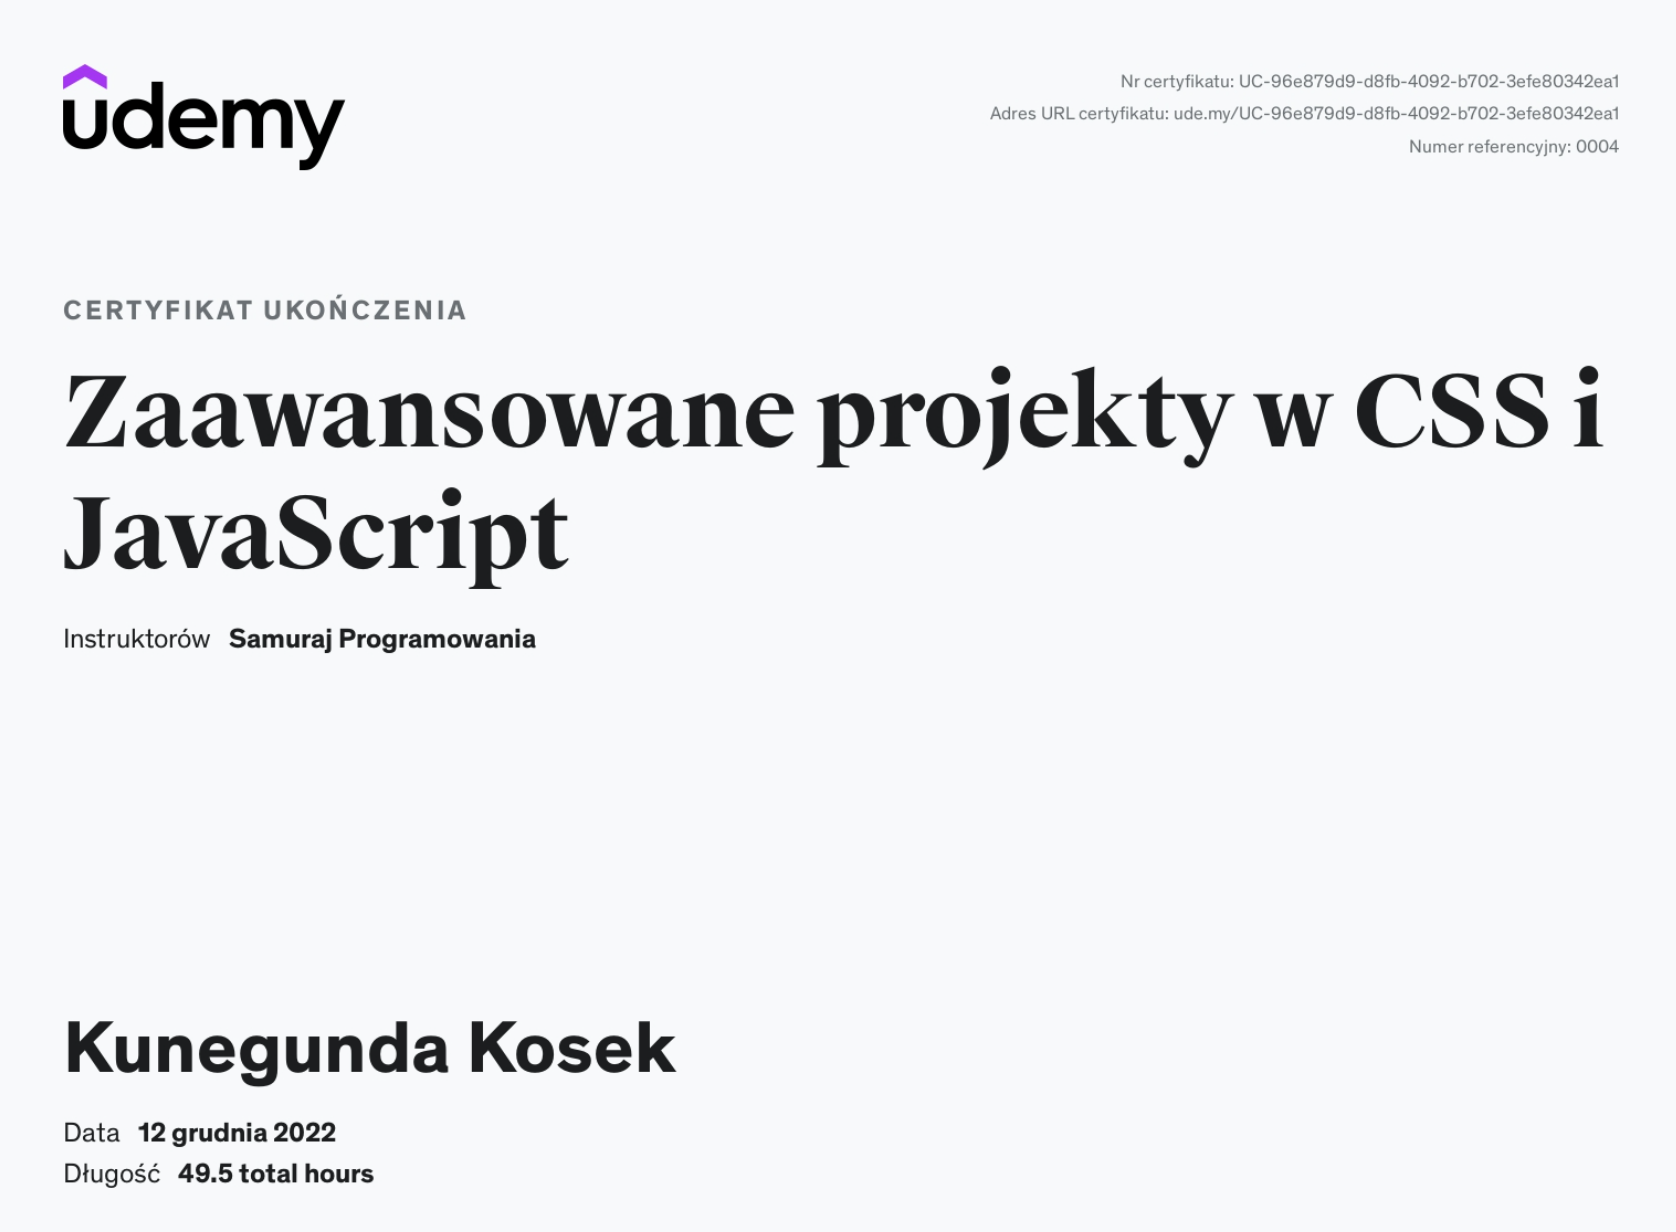 udemy
Nr certyfikatu: UC-96e879d9-d8fb-4092-b702-3efe80342ea1
Adres URL certyfikatu: ude.my/UC-96e879d9-d8fb-4092-b702-3efe80342ea1
Numer referencyjny: 0004
CERTYFIKAT UKOŃCZENIA
Zaawansowane projekty w CSS i
JavaScript
Instruktorów Samuraj Programowania
Kunegunda Kosek
Data 12 grudnia 2022
Długość 49.5 total hours